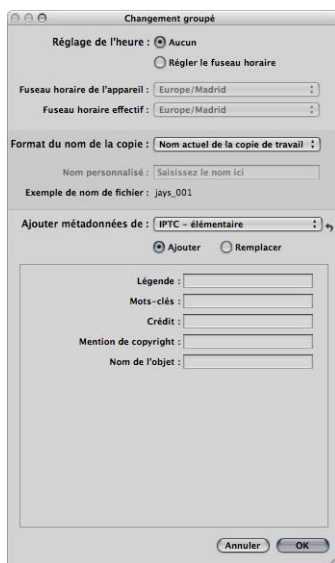 Changement groupé
Réglage de l'heure : Aucun
Régler le fuseau horaire
Fuseau horaire de l'appareil : Europe/Madrid
Fuseau horaire effectif : Europe/Madrid
Format du nom de la copie : Nom actuel de la copie de travail
Nom personnalisé : Saisissez le nom ici
Exemple de nom de fichier : jays_001
Ajouter métadonnées de : IPTC – élémentaire
Ajouter Remplacer
Légende :
Mots-clés :
Crédit :
Mention de copyright :
Nom de l'objet :
Annuler OK